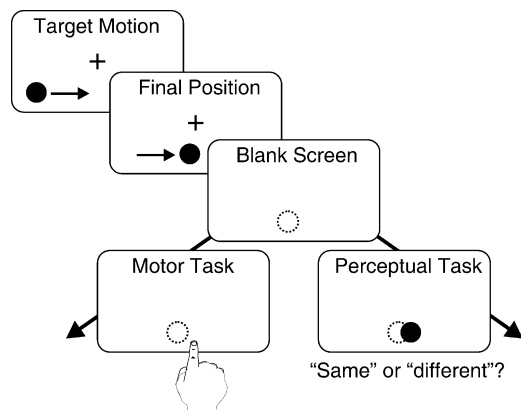 Target Motion
Final Position
Blank Screen
Motor Task
Perceptual Task
“Same” or “different”?